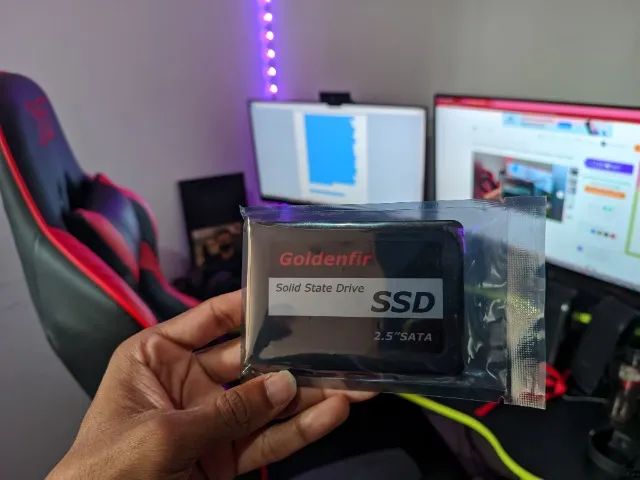 Goldenfir
Solid State Drive
SSD
2.5"SATA